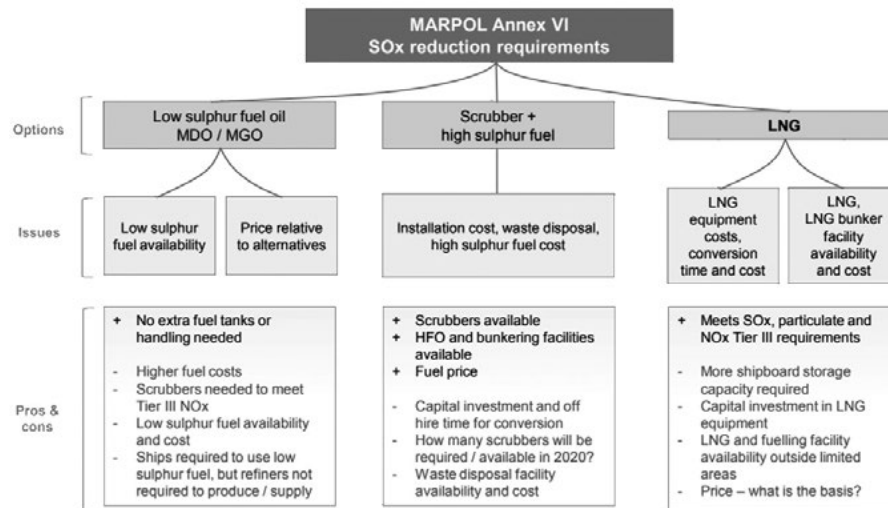 MARPOL Annex VI
SOx reduction requirements
Options
Low sulphur fuel oil
MDO / MGO
Scrubber +
high sulphur fuel
LNG
Issues
Low sulphur
fuel availability
Price relative
to alternatives
Installation cost, waste disposal,
high sulphur fuel cost
LNG
equipment
costs,
conversion
time and cost
LNG,
LNG bunker
facility
availability
and cost
Pros &
cons
+ No extra fuel tanks or
handling needed
- Higher fuel costs
- Scrubbers needed to meet
Tier III NOx
- Low sulphur fuel availability
and cost
- Ships required to use low
sulphur fuel, but refiners not
required to produce / supply
+ Scrubbers available
+ HFO and bunkering facilities
available
+ Fuel price
- Capital investment and off
hire time for conversion
- How many scrubbers will be
required / available in 2020?
- Waste disposal facility
availability and cost
+ Meets SOx, particulate and
NOx Tier III requirements
- More shipboard storage
capacity required
- Capital investment in LNG
equipment
- LNG and fuelling facility
availability outside limited
areas
- Price – what is the basis?